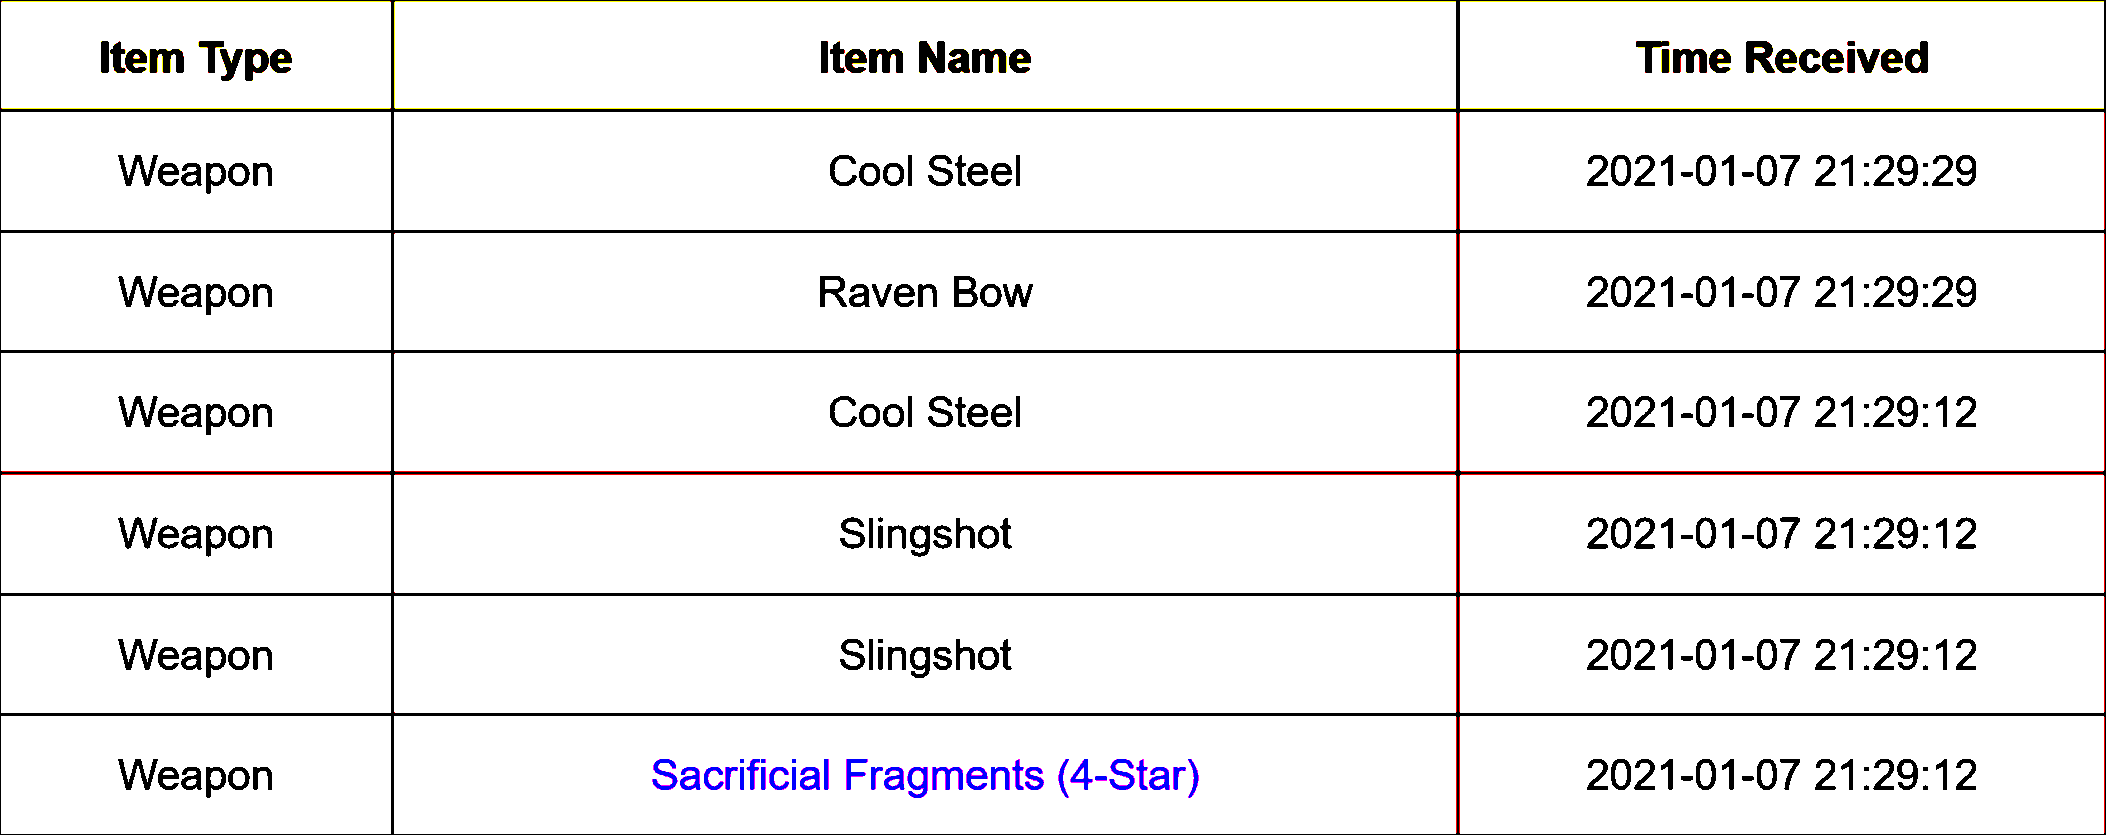 Item Type Item Name Time Received
Weapon Cool Steel 2021-01-07 21:29:29
Weapon Raven Bow 2021-01-07 21:29:29
Weapon Cool Steel 2021-01-07 21:29:12
Weapon Slingshot 2021-01-07 21:29:12
Weapon Slingshot 2021-01-07 21:29:12
Weapon Sacrificial Fragments (4-Star) 2021-01-07 21:29:12